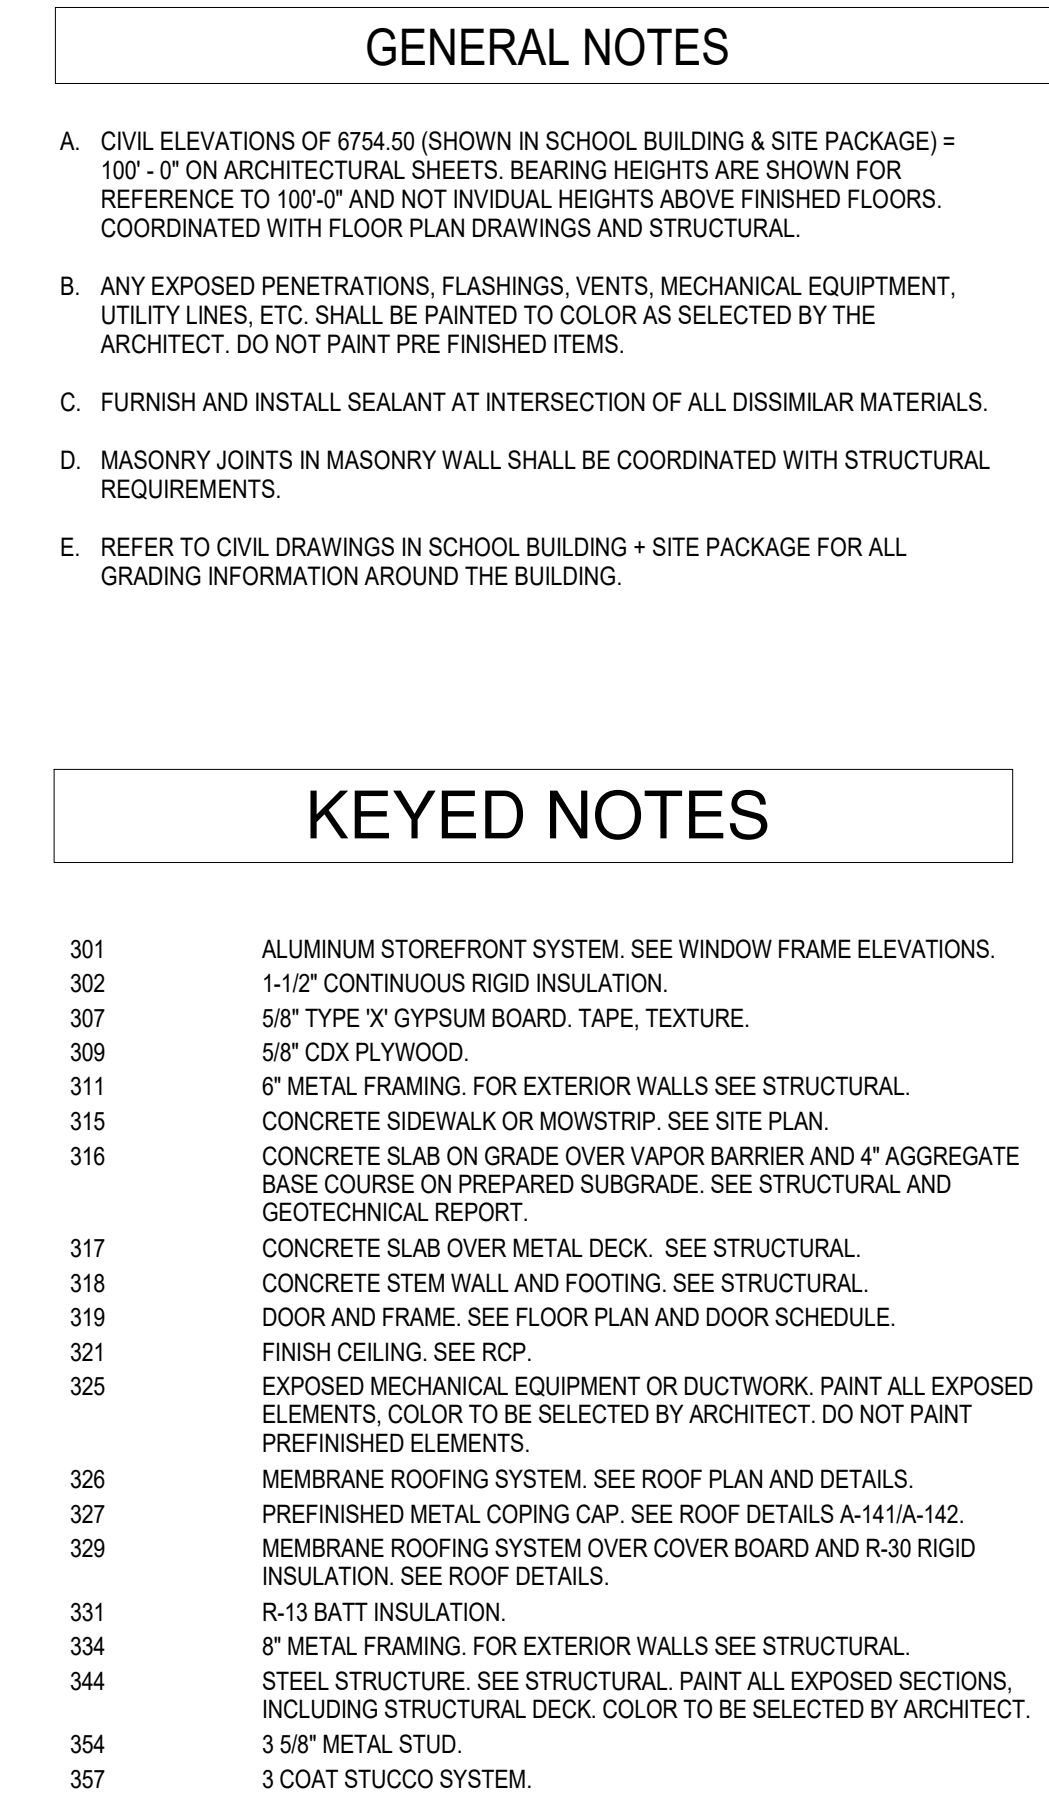 GENERAL NOTES
A. CIVIL ELEVATIONS OF 6754.50 (SHOWN IN SCHOOL BUILDING & SITE PACKAGE) =
100' - 0" ON ARCHITECTURAL SHEETS. BEARING HEIGHTS ARE SHOWN FOR
REFERENCE TO 100'-0" AND NOT INVIDUAL HEIGHTS ABOVE FINISHED FLOORS.
COORDINATED WITH FLOOR PLAN DRAWINGS AND STRUCTURAL.
B. ANY EXPOSED PENETRATIONS, FLASHINGS, VENTS, MECHANICAL EQUIPTMENT,
UTILITY LINES, ETC. SHALL BE PAINTED TO COLOR AS SELECTED BY THE
ARCHITECT. DO NOT PAINT PRE FINISHED ITEMS.
C. FURNISH AND INSTALL SEALANT AT INTERSECTION OF ALL DISSIMILAR MATERIALS.
D. MASONRY JOINTS IN MASONRY WALL SHALL BE COORDINATED WITH STRUCTURAL
REQUIREMENTS.
E. REFER TO CIVIL DRAWINGS IN SCHOOL BUILDING + SITE PACKAGE FOR ALL
GRADING INFORMATION AROUND THE BUILDING.
KEYED NOTES
301 ALUMINUM STOREFRONT SYSTEM. SEE WINDOW FRAME ELEVATIONS.
302 1-1/2" CONTINUOUS RIGID INSULATION.
307 5/8" TYPE 'X' GYPSUM BOARD. TAPE, TEXTURE.
309 5/8" CDX PLYWOOD.
311 6" METAL FRAMING. FOR EXTERIOR WALLS SEE STRUCTURAL.
315 CONCRETE SIDEWALK OR MOWSTRIP. SEE SITE PLAN.
316 CONCRETE SLAB ON GRADE OVER VAPOR BARRIER AND 4" AGGREGATE
BASE COURSE ON PREPARED SUBGRADE. SEE STRUCTURAL AND
GEOTECHNICAL REPORT.
317 CONCRETE SLAB OVER METAL DECK. SEE STRUCTURAL.
318 CONCRETE STEM WALL AND FOOTING. SEE STRUCTURAL.
319 DOOR AND FRAME. SEE FLOOR PLAN AND DOOR SCHEDULE.
321 FINISH CEILING. SEE RCP.
325 EXPOSED MECHANICAL EQUIPMENT OR DUCTWORK. PAINT ALL EXPOSED
ELEMENTS, COLOR TO BE SELECTED BY ARCHITECT. DO NOT PAINT
PREFINISHED ELEMENTS.
326 MEMBRANE ROOFING SYSTEM. SEE ROOF PLAN AND DETAILS.
327 PREFINISHED METAL COPING CAP. SEE ROOF DETAILS A-141/A-142.
329 MEMBRANE ROOFING SYSTEM OVER COVER BOARD AND R-30 RIGID
INSULATION. SEE ROOF DETAILS.
331 R-13 BATT INSULATION.
334 8" METAL FRAMING. FOR EXTERIOR WALLS SEE STRUCTURAL.
344 STEEL STRUCTURE. SEE STRUCTURAL. PAINT ALL EXPOSED SECTIONS,
INCLUDING STRUCTURAL DECK. COLOR TO BE SELECTED BY ARCHITECT.
354 3 5/8" METAL STUD.
357 3 COAT STUCCO SYSTEM.